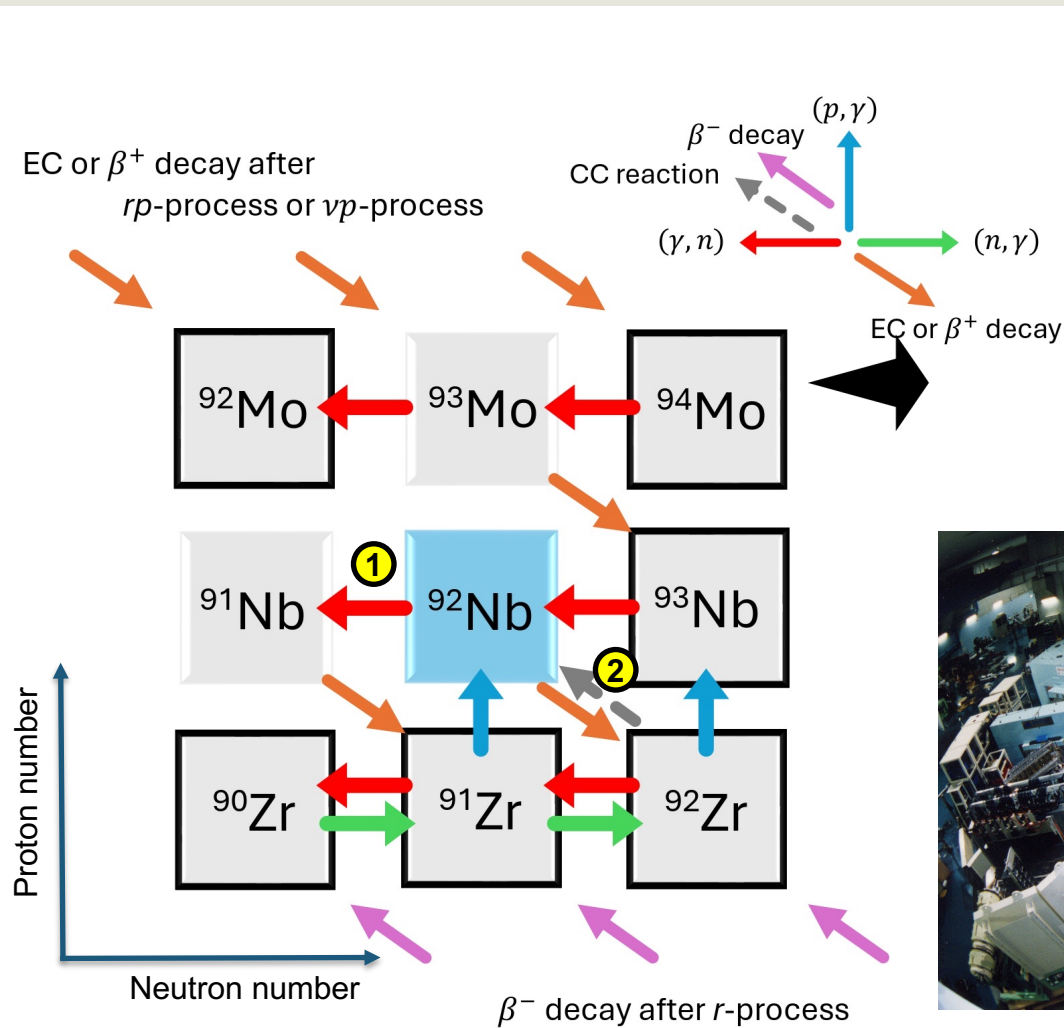 (p, γ)
β⁻ decay
CC reaction
(γ, n)
(n, γ)
EC or β⁺ decay
EC or β⁺ decay after
rp-process or νp-process
⁹²Mo
⁹³Mo
⁹⁴Mo
1
⁹¹Nb
⁹²Nb
⁹³Nb
2
⁹⁰Zr
⁹¹Zr
⁹²Zr
Proton number
Neutron number
β⁻ decay after r-process